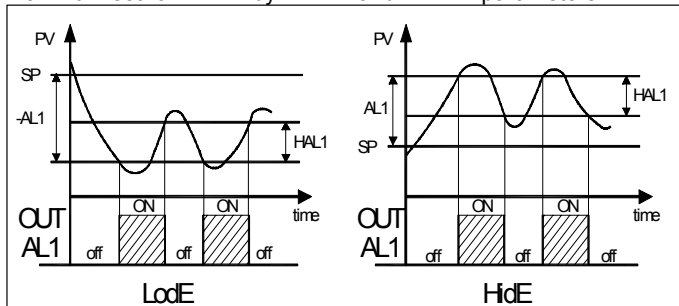 PV
SP
-AL1
HAL1
time
OUT
AL1
off
ON
off
ON
off
LodE
PV
AL1
SP
HAL1
time
OUT
AL1
off
ON
off
ON
off
HidE